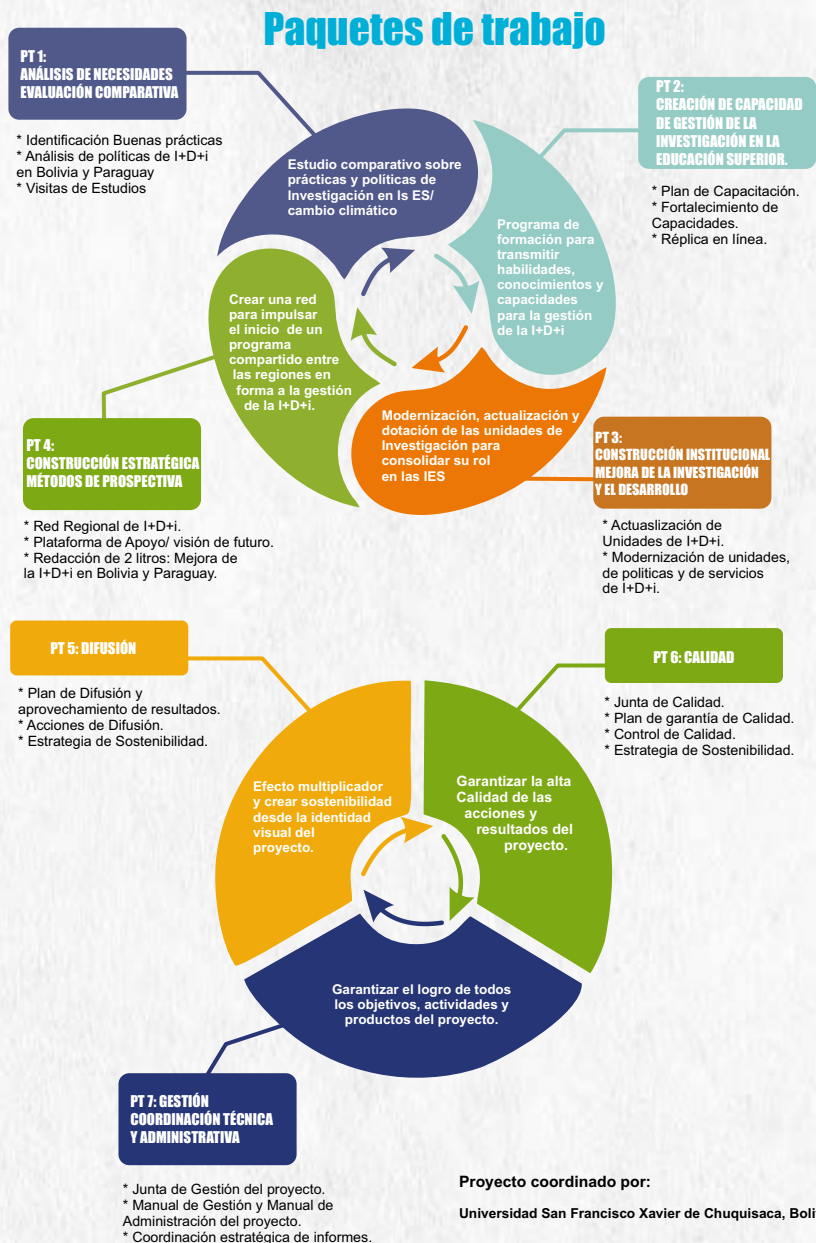 Paquetes de trabajo
PT 1:
ANÁLISIS DE NECESIDADES
EVALUACIÓN COMPARATIVA
* Identificación Buenas prácticas
* Análisis de políticas de I+D+i
en Bolivia y Paraguay
* Visitas de Estudios
Estudio comparativo sobre
prácticas y políticas de
Investigación en ls ES/
cambio climático
PT 2:
CREACIÓN DE CAPACIDAD
DE GESTIÓN DE LA
INVESTIGACIÓN EN LA
EDUCACIÓN SUPERIOR.
* Plan de Capacitación.
* Fortalecimiento de
Capacidades.
* Réplica en línea.
Programa de
formación para
transmitir
habilidades,
conocimientos y
capacidades
para la gestión
de la I+D+i
Crear una red
para impulsar
el inicio de un
programa
compartido entre
las regiones en
forma a la gestión
de la I+D+i.
Modernización, actualización y
dotación de las unidades de
Investigación para
consolidar su rol
en las IES
PT 4:
CONSTRUCCIÓN ESTRATÉGICA
MÉTODOS DE PROSPECTIVA
* Red Regional de I+D+i.
* Plataforma de Apoyo/ visión de futuro.
* Redacción de 2 litros: Mejora de
la I+D+i en Bolivia y Paraguay.
PT 3:
CONSTRUCCIÓN INSTITUCIONAL
MEJORA DE LA INVESTIGACIÓN
Y EL DESARROLLO
* Actuaslización de
Unidades de I+D+i.
* Modernización de unidades,
de politicas y de servicios
de I+D+i.
PT 5: DIFUSIÓN
* Plan de Difusión y
aprovechamiento de resultados.
* Acciones de Difusión.
* Estrategia de Sostenibilidad.
PT 6: CALIDAD
* Junta de Calidad.
* Plan de garantía de Calidad.
* Control de Calidad.
* Estrategia de Sostenibilidad.
Efecto multiplicador
y crear sostenibilidad
desde la identidad
visual del
proyecto.
Garantizar la alta
Calidad de las
acciones y
resultados del
proyecto.
Garantizar el logro de todos
los objetivos, actividades y
productos del proyecto.
PT 7: GESTIÓN
COORDINACIÓN TÉCNICA
Y ADMINISTRATIVA
* Junta de Gestión del proyecto.
* Manual de Gestión y Manual de
Administración del proyecto.
* Coordinación estratégica de informes.
Proyecto coordinado por:
Universidad San Francisco Xavier de Chuquisaca,